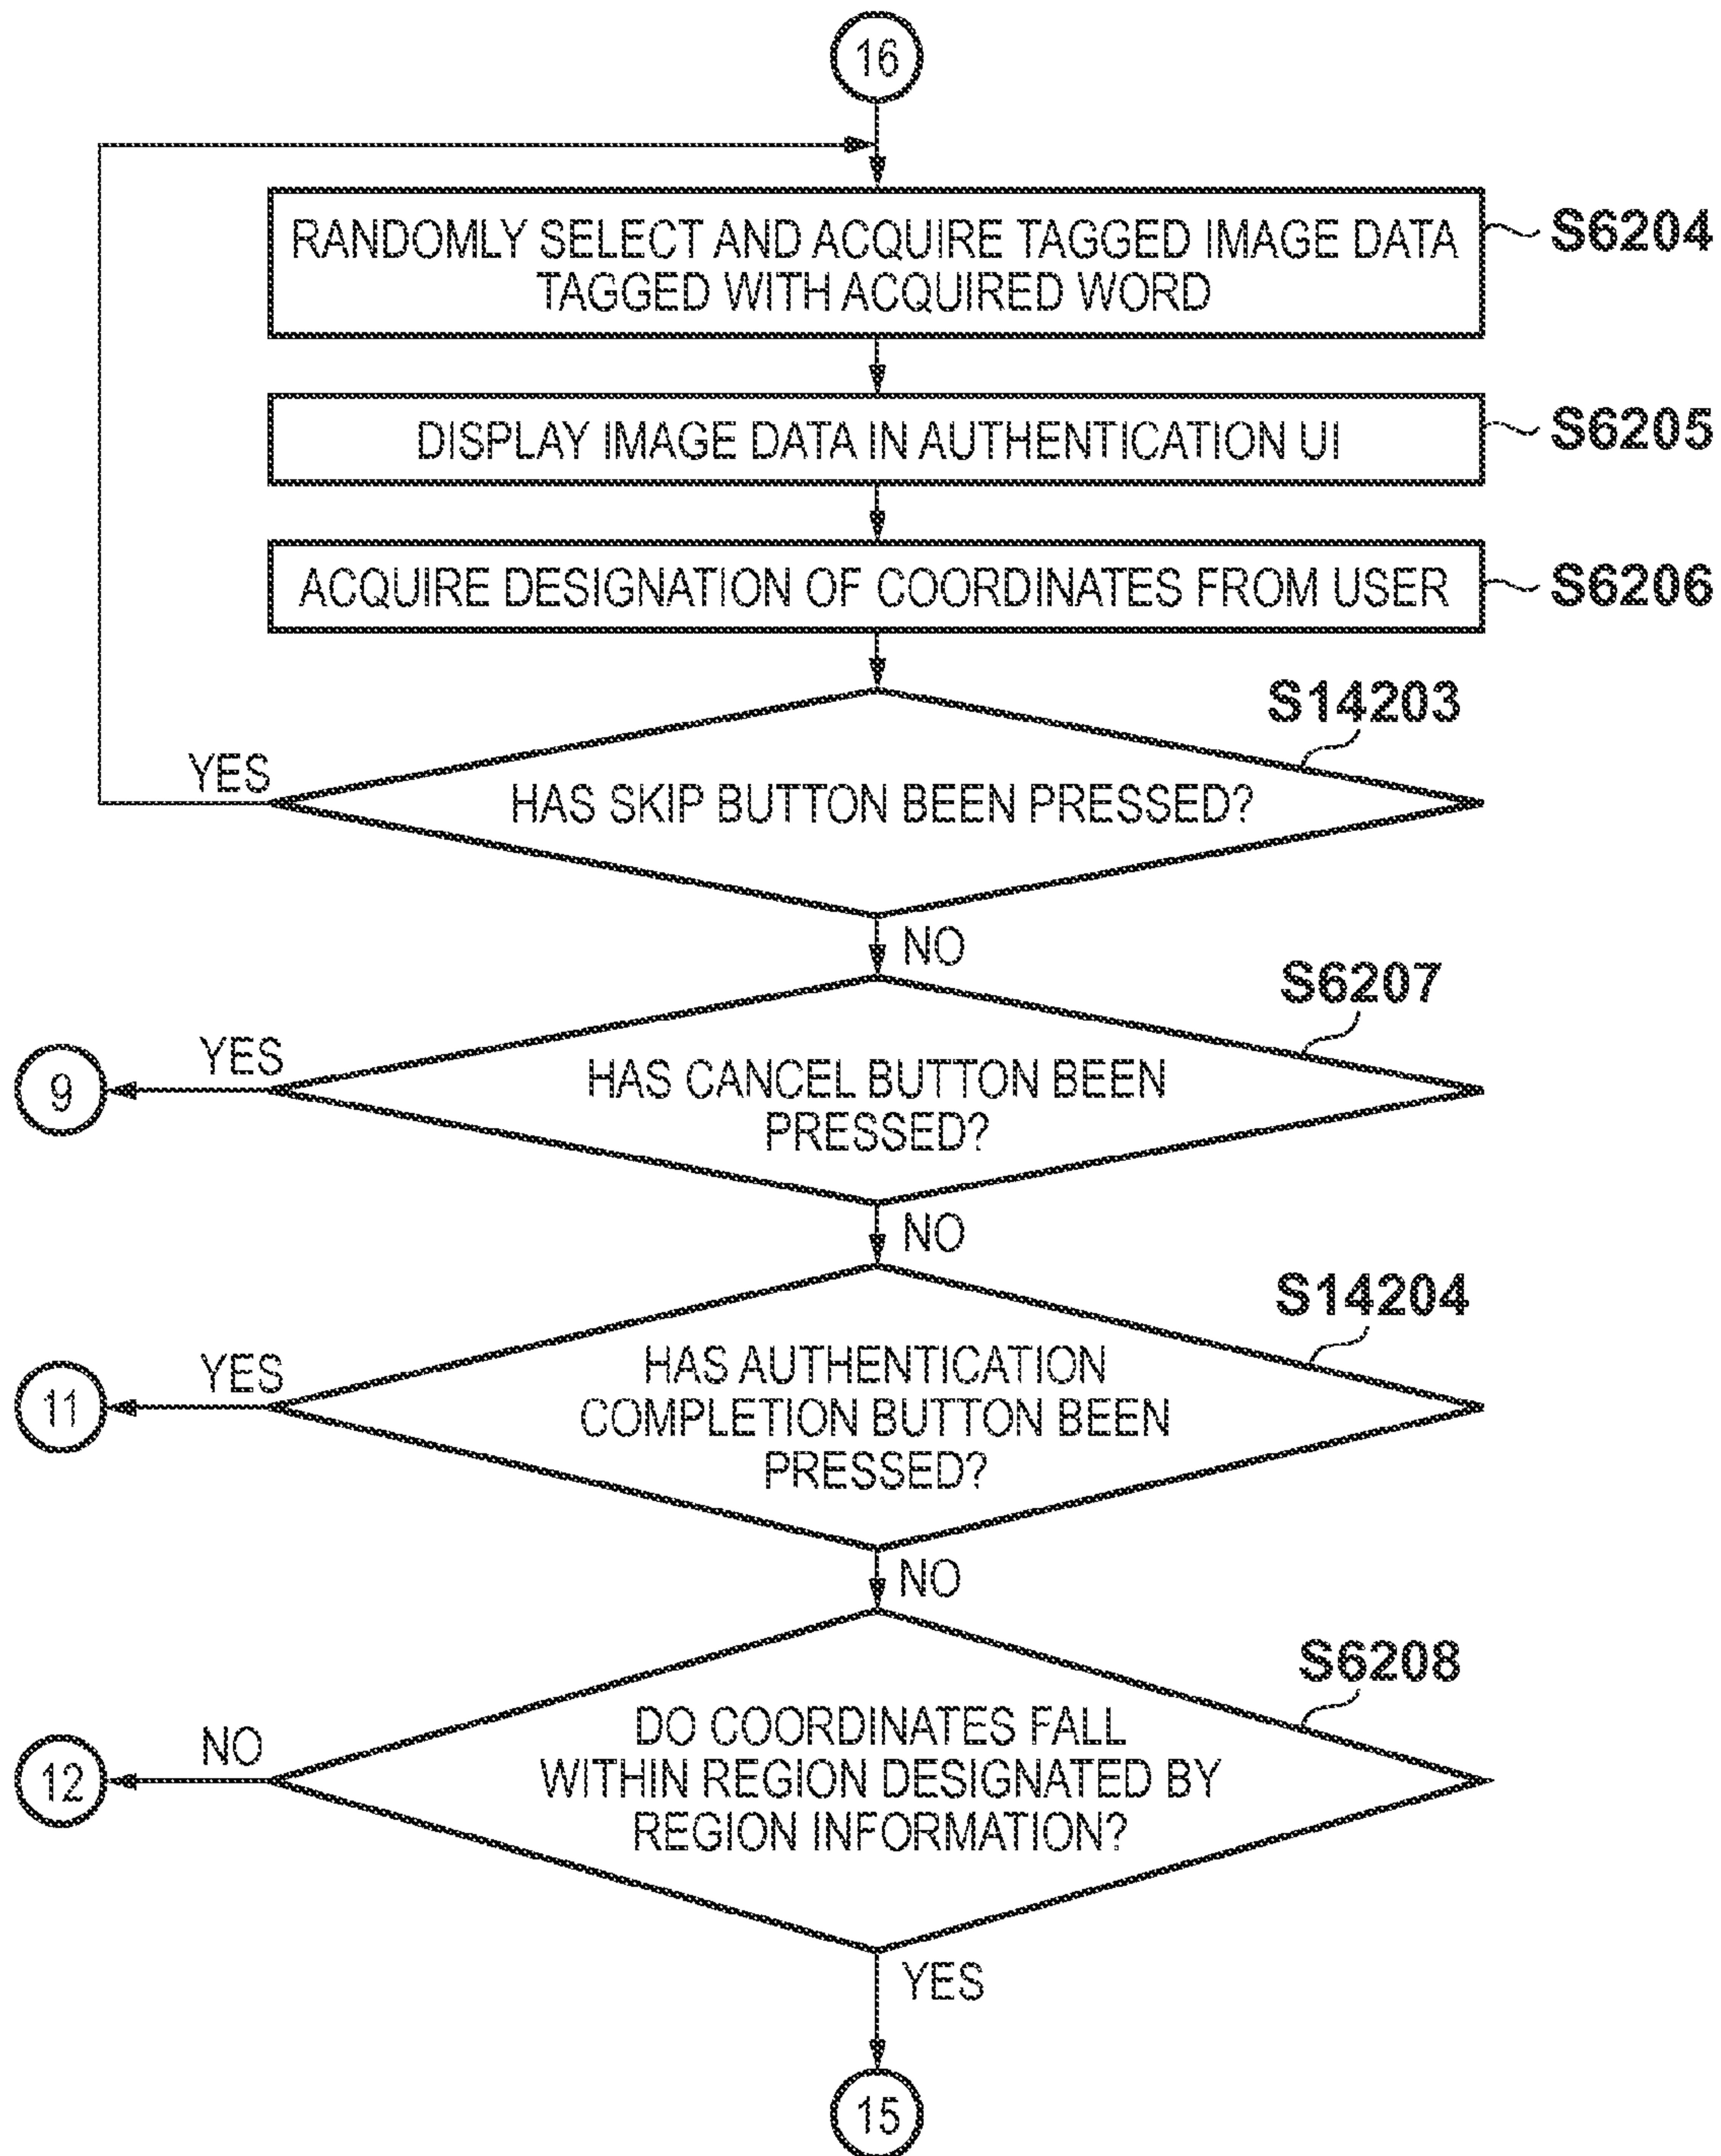 16
RANDOMLY SELECT AND ACQUIRE TAGGED IMAGE DATA
TAGGED WITH ACQUIRED WORD
S6204
DISPLAY IMAGE DATA IN AUTHENTICATION UI
S6205
ACQUIRE DESIGNATION OF COORDINATES FROM USER
S6206
S14203
YES
HAS SKIP BUTTON BEEN PRESSED?
NO
S6207
9
YES
HAS CANCEL BUTTON BEEN
PRESSED?
NO
S14204
11
YES
HAS AUTHENTICATION
COMPLETION BUTTON BEEN
PRESSED?
NO
S6208
12
NO
DO COORDINATES FALL
WITHIN REGION DESIGNATED BY
REGION INFORMATION?
YES
15